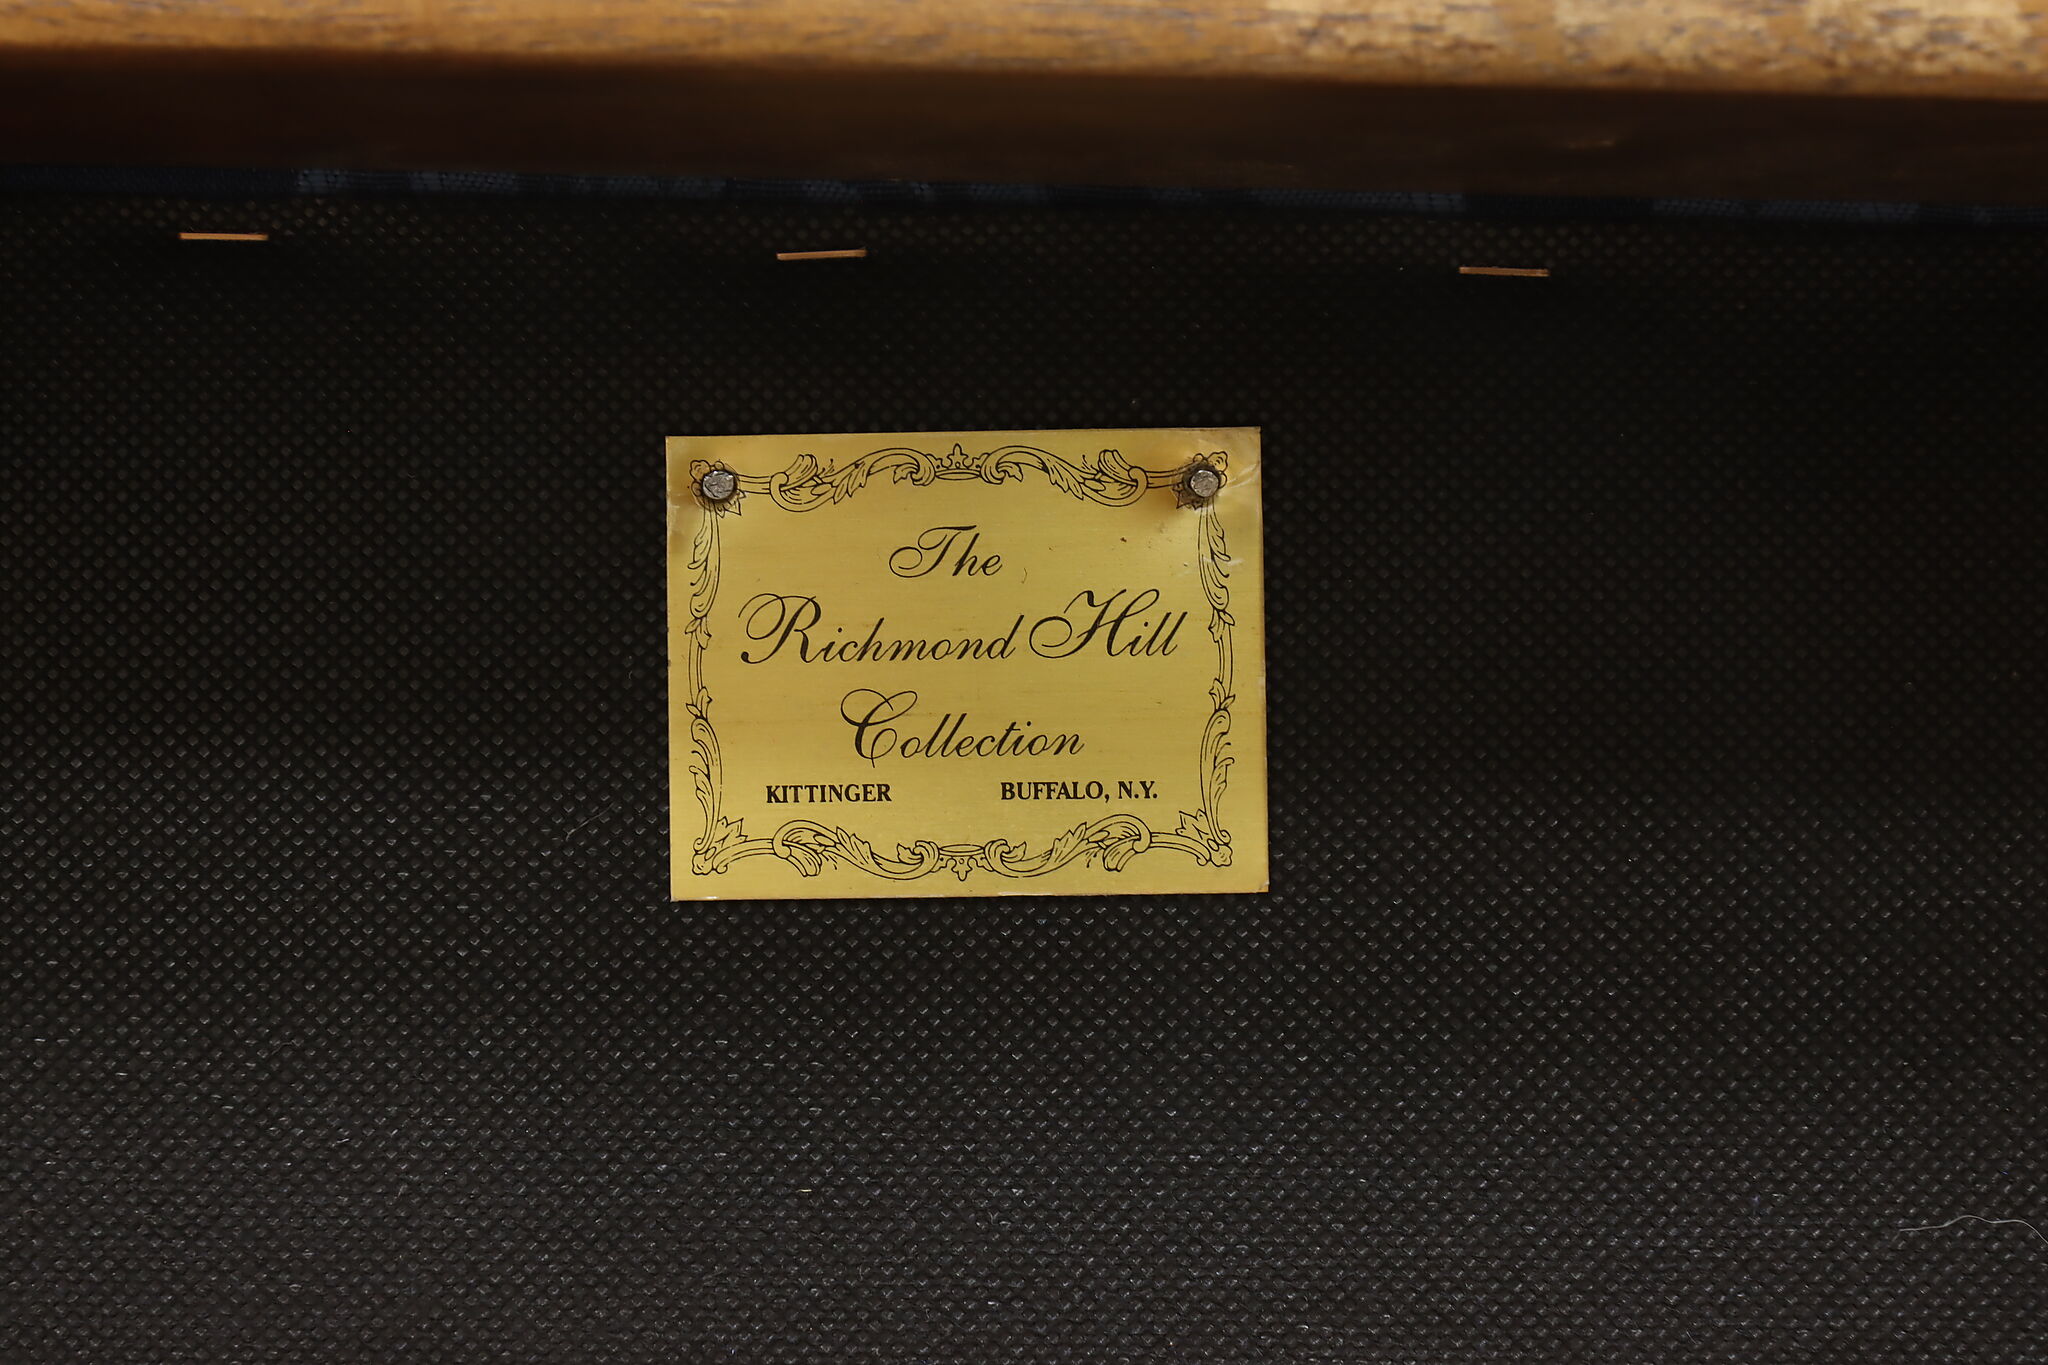 The
Richmond Hill
Collection
KITTINGER BUFFALO, N.Y.